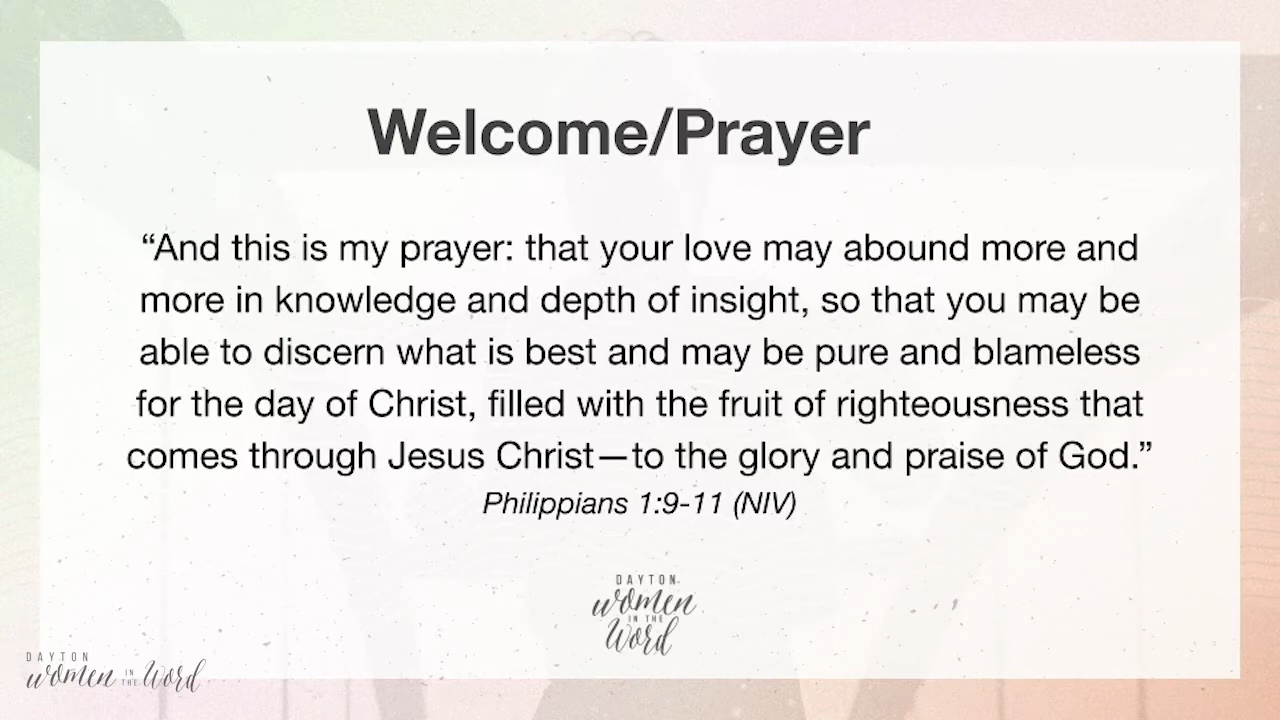 Welcome/Prayer
“And this is my prayer: that your love may abound more and
more in knowledge and depth of insight, so that you may be
able to discern what is best and may be pure and blameless
for the day of Christ, filled with the fruit of righteousness that
comes through Jesus Christ—to the glory and praise of God.”
Philippians 1:9-11 (NIV)
DAYTON
women
IN THE
Word
DAYTON
women IN THE Word